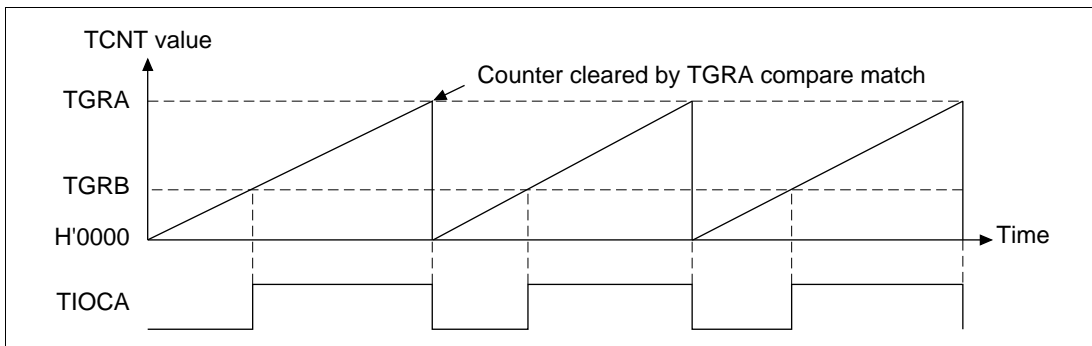 TCNT value
Counter cleared by TGRA compare match
TGRA
TGRB
H'0000
Time
TIOCA